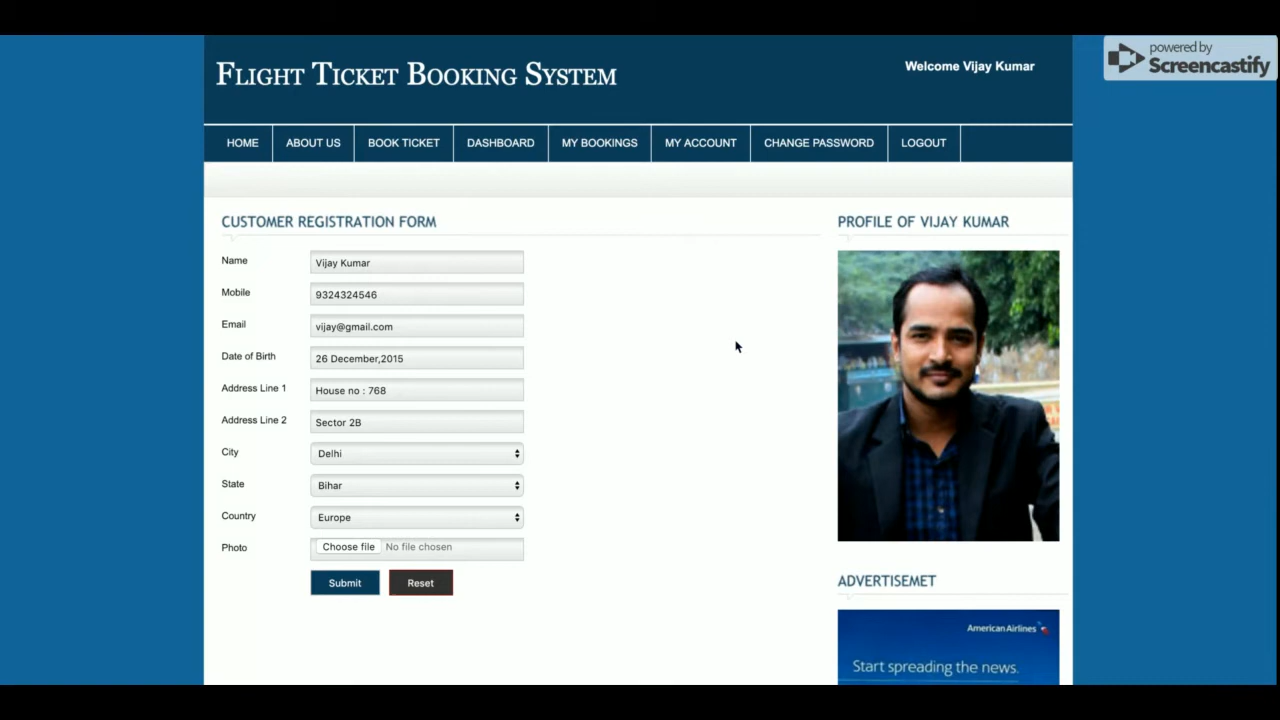 powered by
Screencastify
FLIGHT TICKET BOOKING SYSTEM
Welcome Vijay Kumar
HOME ABOUT US BOOK TICKET DASHBOARD MY BOOKINGS MY ACCOUNT CHANGE PASSWORD LOGOUT
CUSTOMER REGISTRATION FORM
Name Vijay Kumar
Mobile 9324324546
Email vijay@gmail.com
Date of Birth 26 December,2015
Address Line 1 House no : 768
Address Line 2 Sector 2B
City Delhi
State Bihar
Country Europe
Photo Choose file No file chosen
Submit Reset
PROFILE OF VIJAY KUMAR
ADVERTISEMET
American Airlines
Start spreading the news.